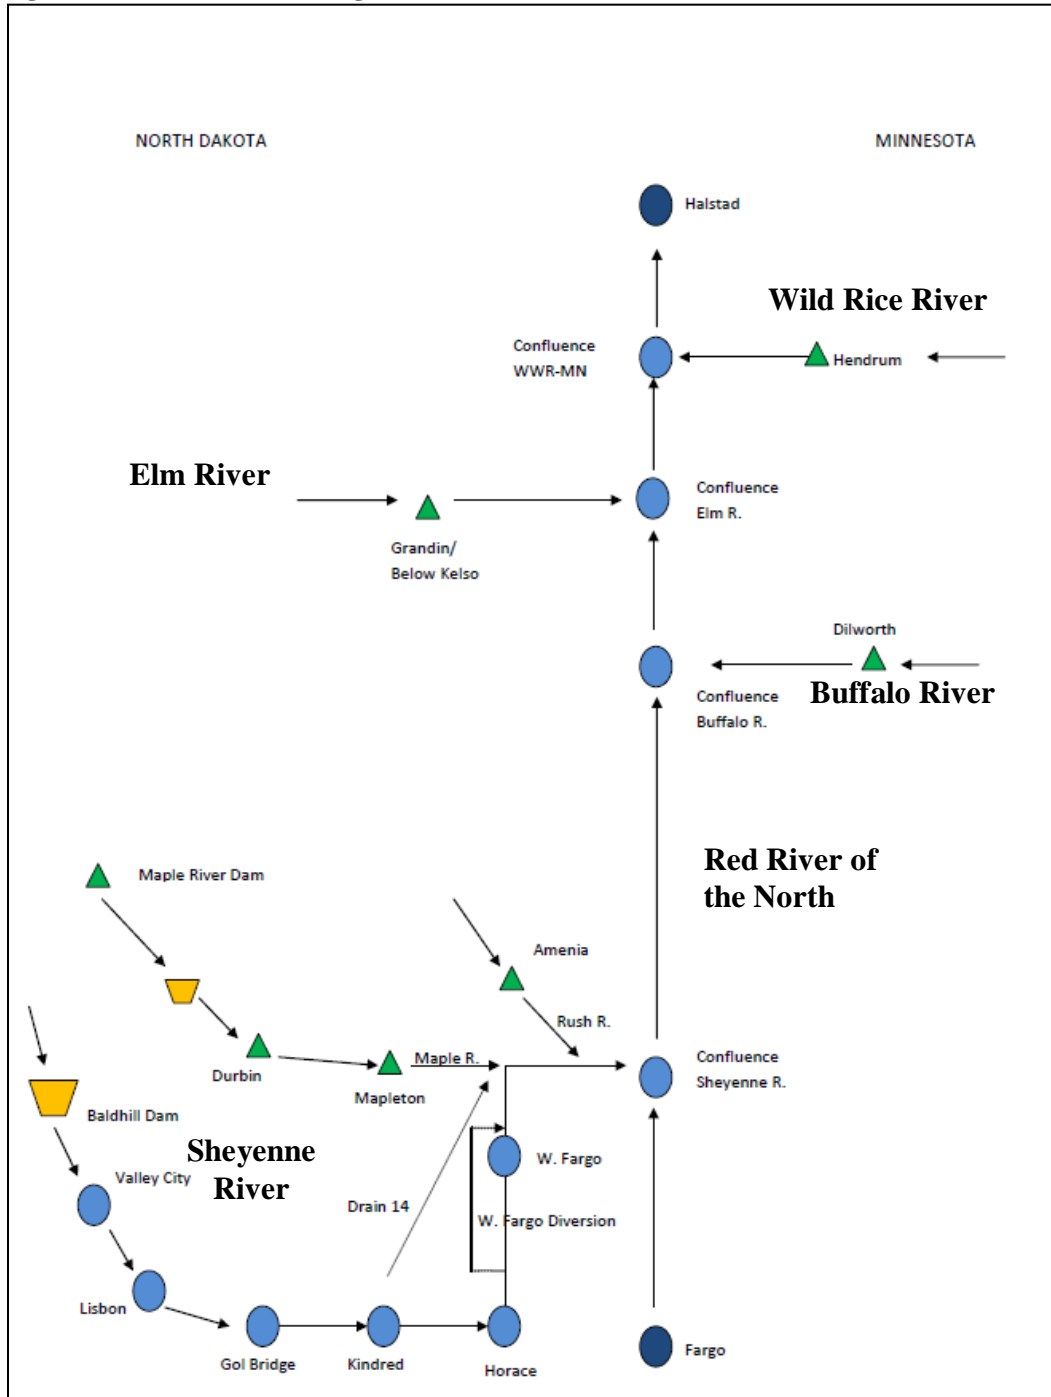 NORTH DAKOTA
MINNESOTA
Halstad
Wild Rice River
Confluence
WWR-MN
Hendrum
Elm River
Confluence
Elm R.
Grandin/
Below Kelso
Dilworth
Buffalo River
Confluence
Buffalo R.
Red River of
the North
Maple River Dam
Amenia
Rush R.
Durbin
Maple R.
Mapleton
Confluence
Sheyenne R.
Baldhill Dam
Sheyenne
River
Valley City
W. Fargo
Drain 14
W. Fargo Diversion
Lisbon
Gol Bridge
Kindred
Horace
Fargo